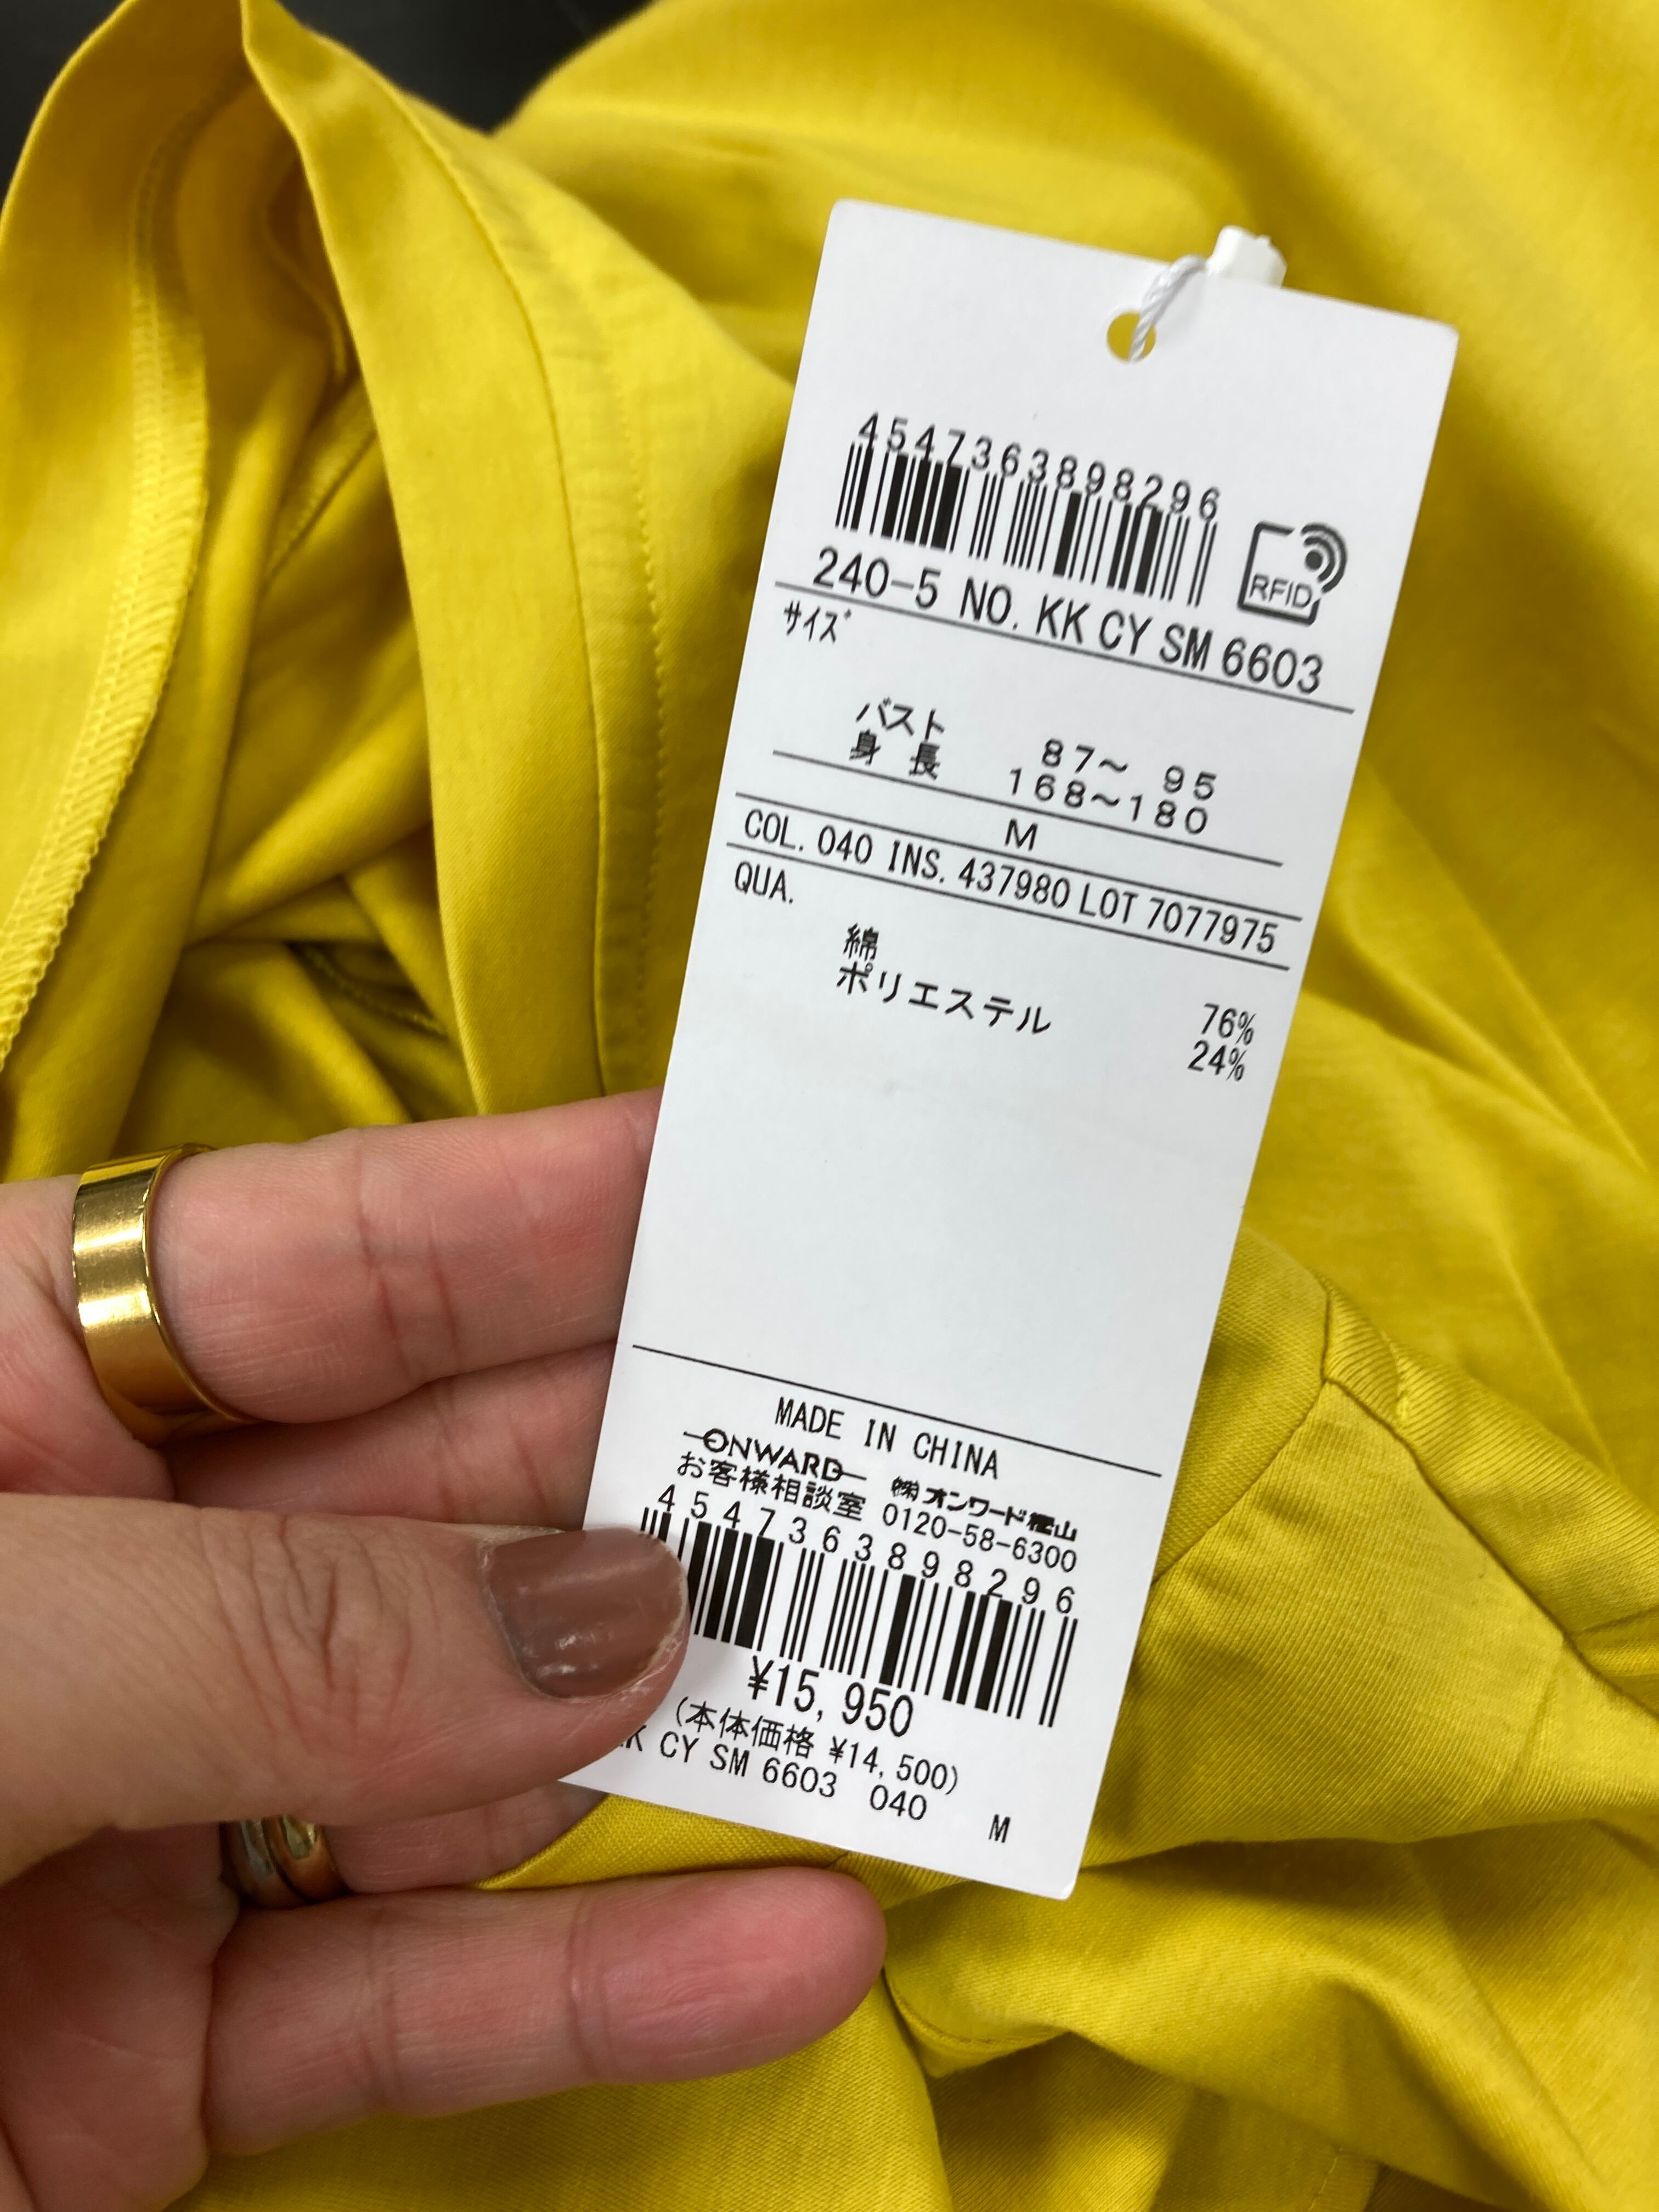 4547363898296
RFID
240-5 NO. KK CY SM 6603
サイズ
バスト 87～ 95
身 長 168～180
M
COL. 040 INS. 437980 LOT 7077975
QUA.
綿 76%
ポリエステル 24%
MADE IN CHINA
ONWARD ㈱オンワード樫山
お客様相談室 0120-58-6300
4547363898296
¥15,950
(本体価格 ¥14,500)
K CY SM 6603 040 M